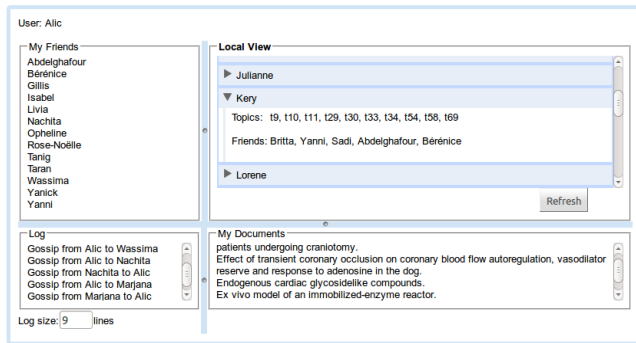 User: Alic
My Friends
Abdelghafour
Bérénice
Gillis
Isabel
Livia
Nachita
Opheline
Rose-Noëlle
Tanig
Taran
Wassima
Yanick
Yanni
Local View
Julianne
Kery
Topics: t9, t10, t11, t29, t30, t33, t34, t54, t58, t69
Friends: Britta, Yanni, Sadi, Abdelghafour, Bérénice
Lorene
Refresh
Log
Gossip from Alic to Wassima
Gossip from Alic to Nachita
Gossip from Nachita to Alic
Gossip from Alic to Marjana
Gossip from Marjana to Alic
Log size: 9 lines
My Documents
patients undergoing craniotomy.
Effect of transient coronary occlusion on coronary blood flow autoregulation, vasodilator
reserve and response to adenosine in the dog.
Endogenous cardiac glycosidelike compounds.
Ex vivo model of an immobilized-enzyme reactor.